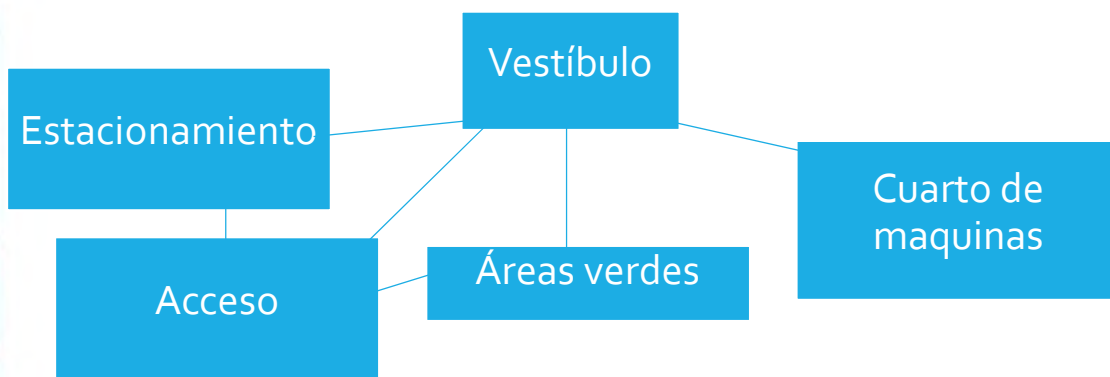 Vestíbulo
Estacionamiento
Cuarto de
maquinas
Áreas verdes
Acceso